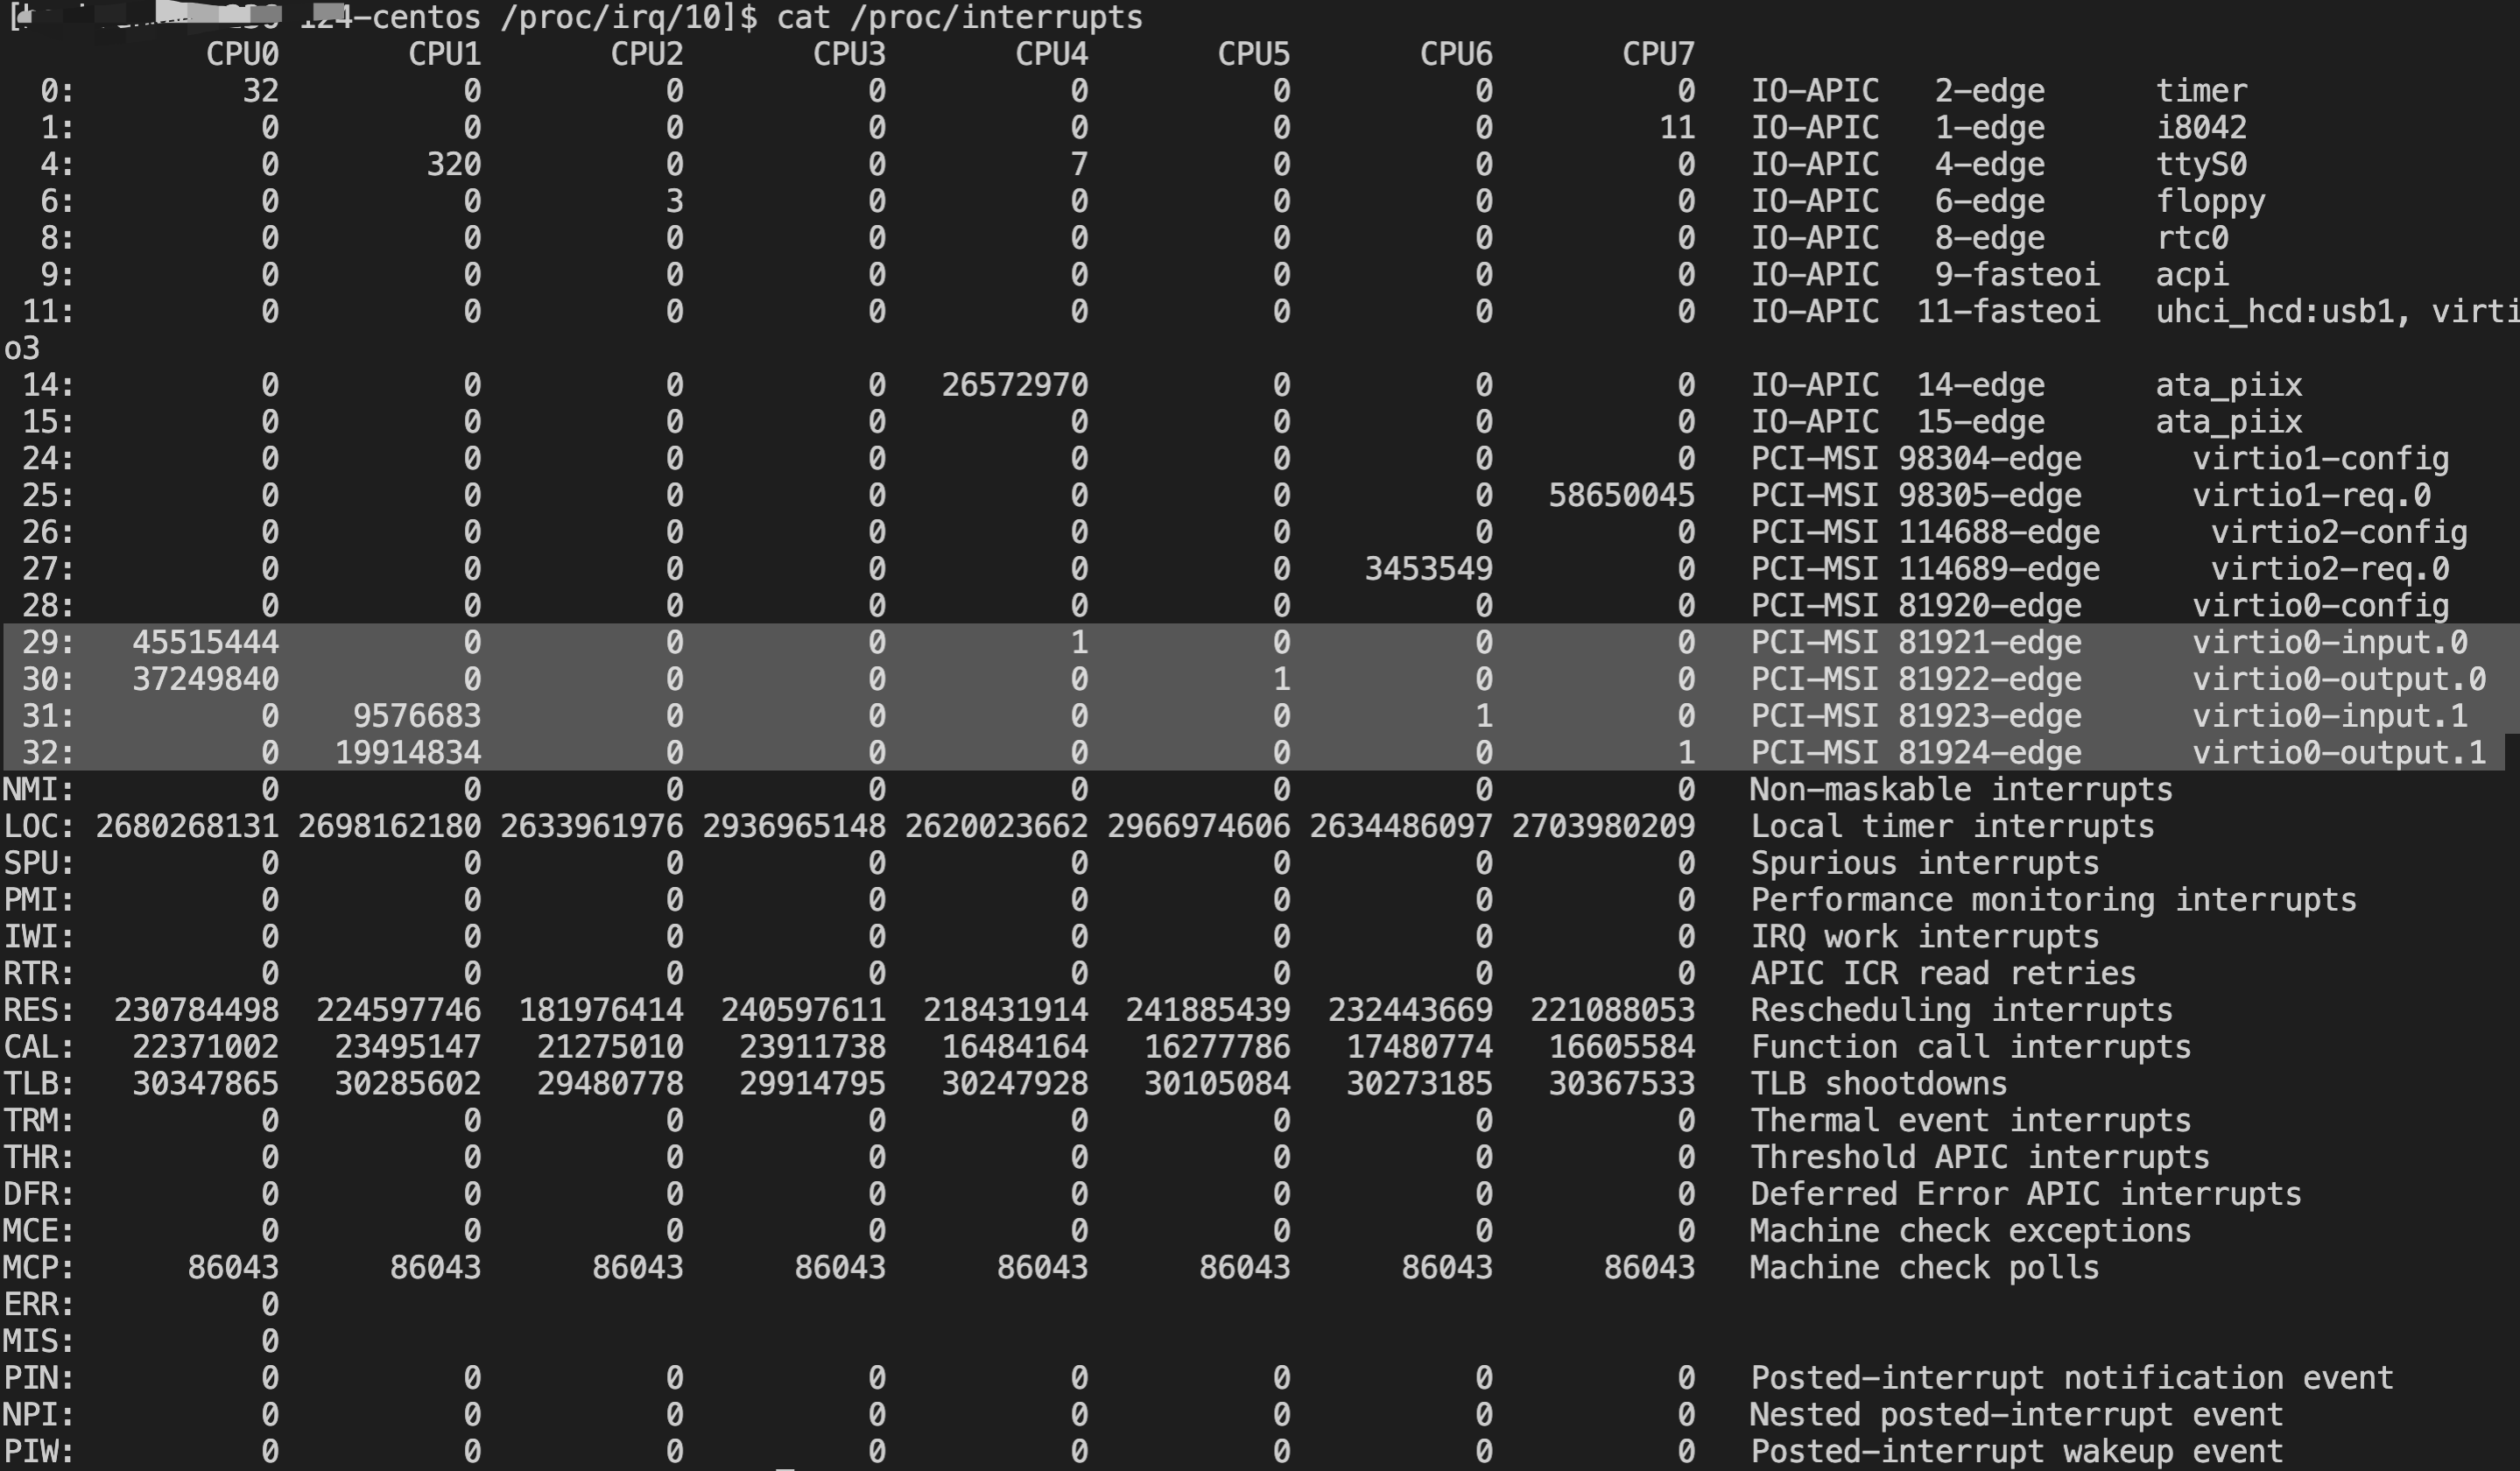 124-centos /proc/irq/10]$ cat /proc/interrupts
CPU0 CPU1 CPU2 CPU3 CPU4 CPU5 CPU6 CPU7
0: 32 0 0 0 0 0 0 0 IO-APIC 2-edge timer
1: 0 0 0 0 0 0 0 11 IO-APIC 1-edge i8042
4: 0 320 0 0 7 0 0 0 IO-APIC 4-edge ttyS0
6: 0 0 3 0 0 0 0 0 IO-APIC 6-edge floppy
8: 0 0 0 0 0 0 0 0 IO-APIC 8-edge rtc0
9: 0 0 0 0 0 0 0 0 IO-APIC 9-fasteoi acpi
11: 0 0 0 0 0 0 0 0 IO-APIC 11-fasteoi uhci_hcd:usb1, virti
o3
14: 0 0 0 0 26572970 0 0 0 IO-APIC 14-edge ata_piix
15: 0 0 0 0 0 0 0 0 IO-APIC 15-edge ata_piix
24: 0 0 0 0 0 0 0 0 PCI-MSI 98304-edge virtio1-config
25: 0 0 0 0 0 0 0 58650045 PCI-MSI 98305-edge virtio1-req.0
26: 0 0 0 0 0 0 0 0 PCI-MSI 114688-edge virtio2-config
27: 0 0 0 0 0 0 3453549 0 PCI-MSI 114689-edge virtio2-req.0
28: 0 0 0 0 0 0 0 0 PCI-MSI 81920-edge virtio0-config
29: 45515444 0 0 0 1 0 0 0 PCI-MSI 81921-edge virtio0-input.0
30: 37249840 0 0 0 0 1 0 0 PCI-MSI 81922-edge virtio0-output.0
31: 0 9576683 0 0 0 0 1 0 PCI-MSI 81923-edge virtio0-input.1
32: 0 19914834 0 0 0 0 0 1 PCI-MSI 81924-edge virtio0-output.1
NMI: 0 0 0 0 0 0 0 0 Non-maskable interrupts
LOC: 2680268131 2698162180 2633961976 2936965148 2620023662 2966974606 2634486097 2703980209 Local timer interrupts
SPU: 0 0 0 0 0 0 0 0 Spurious interrupts
PMI: 0 0 0 0 0 0 0 0 Performance monitoring interrupts
IWI: 0 0 0 0 0 0 0 0 IRQ work interrupts
RTR: 0 0 0 0 0 0 0 0 APIC ICR read retries
RES: 230784498 224597746 181976414 240597611 218431914 241885439 232443669 221088053 Rescheduling interrupts
CAL: 22371002 23495147 21275010 23911738 16484164 16277786 17480774 16605584 Function call interrupts
TLB: 30347865 30285602 29480778 29914795 30247928 30105084 30273185 30367533 TLB shootdowns
TRM: 0 0 0 0 0 0 0 0 Thermal event interrupts
THR: 0 0 0 0 0 0 0 0 Threshold APIC interrupts
DFR: 0 0 0 0 0 0 0 0 Deferred Error APIC interrupts
MCE: 0 0 0 0 0 0 0 0 Machine check exceptions
MCP: 86043 86043 86043 86043 86043 86043 86043 86043 Machine check polls
ERR: 0
MIS: 0
PIN: 0 0 0 0 0 0 0 0 Posted-interrupt notification event
NPI: 0 0 0 0 0 0 0 0 Nested posted-interrupt event
PIW: 0 0 0 0 0 0 0 0 Posted-interrupt wakeup event